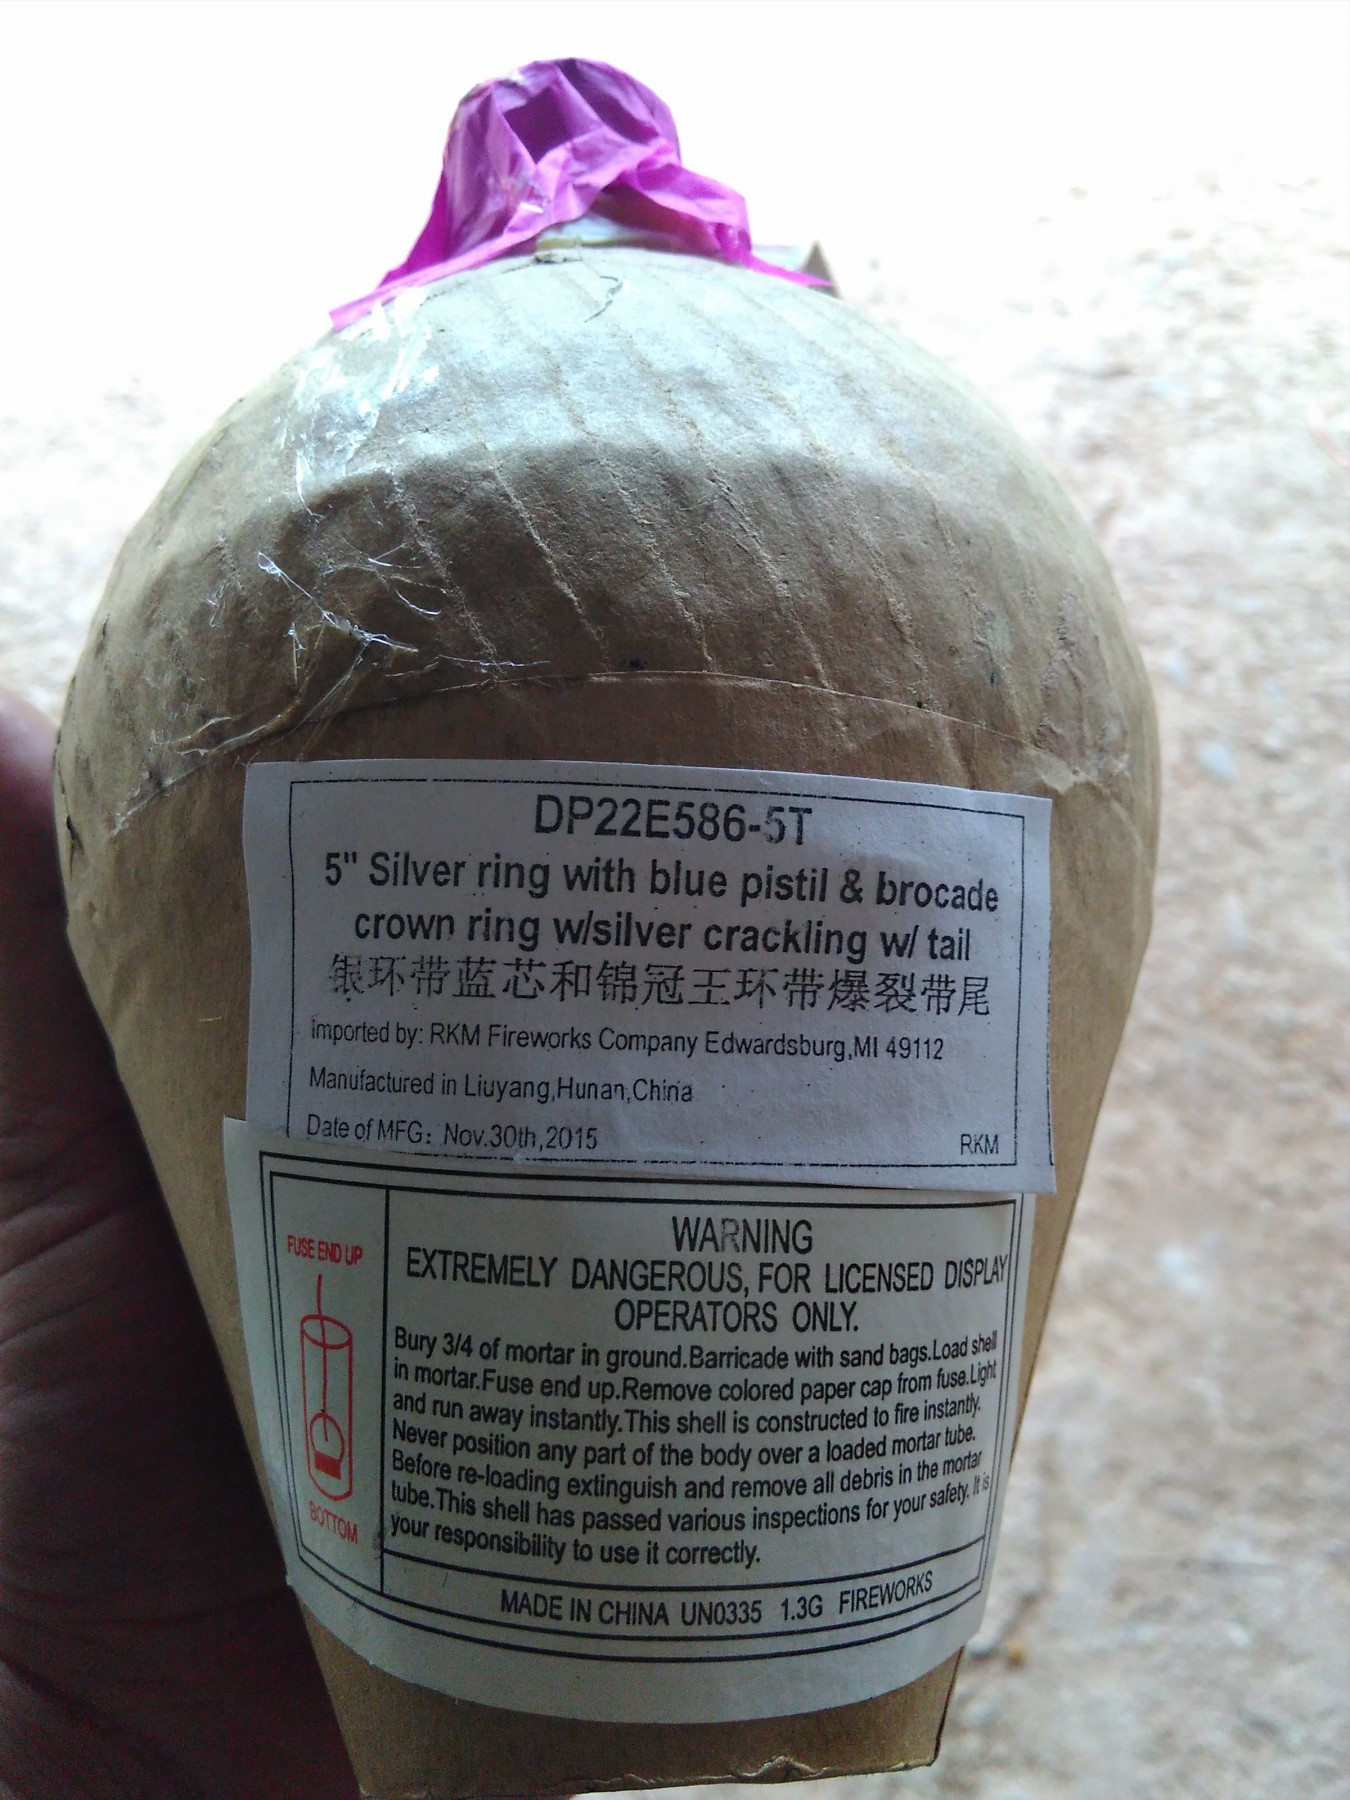 DP22E586-5T
5" Silver ring with blue pistil & brocade
crown ring w/silver crackling w/ tail
银环带蓝芯和锦冠王环带爆裂带尾
Imported by: RKM Fireworks Company Edwardsburg,MI 49112
Manufactured in Liuyang,Hunan,China
Date of MFG: Nov.30th,2015
RKM
FUSE END UP
BOTTOM
WARNING
EXTREMELY DANGEROUS, FOR LICENSED DISPLAY
OPERATORS ONLY.
Bury 3/4 of mortar in ground.Barricade with sand bags.Load shell
in mortar.Fuse end up.Remove colored paper cap from fuse.Light
and run away instantly.This shell is constructed to fire instantly.
Never position any part of the body over a loaded mortar tube.
Before re-loading extinguish and remove all debris in the mortar
tube.This shell has passed various inspections for your safety. It is
your responsibility to use it correctly.
MADE IN CHINA UN0335 1.3G FIREWORKS